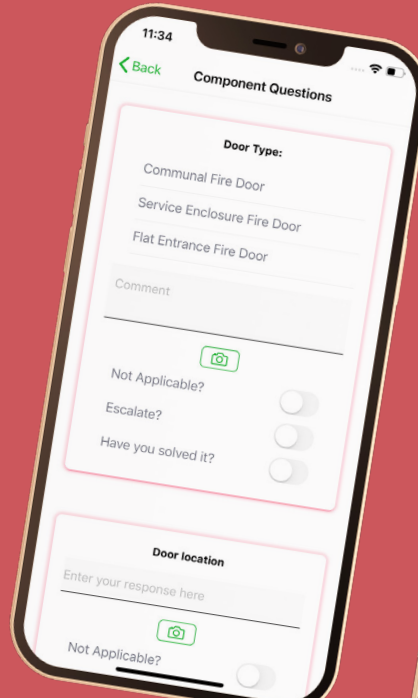 11:34
Back
Component Questions
Door Type:
Communal Fire Door
Service Enclosure Fire Door
Flat Entrance Fire Door
Comment
Not Applicable?
Escalate?
Have you solved it?
Door location
Enter your response here
Not Applicable?